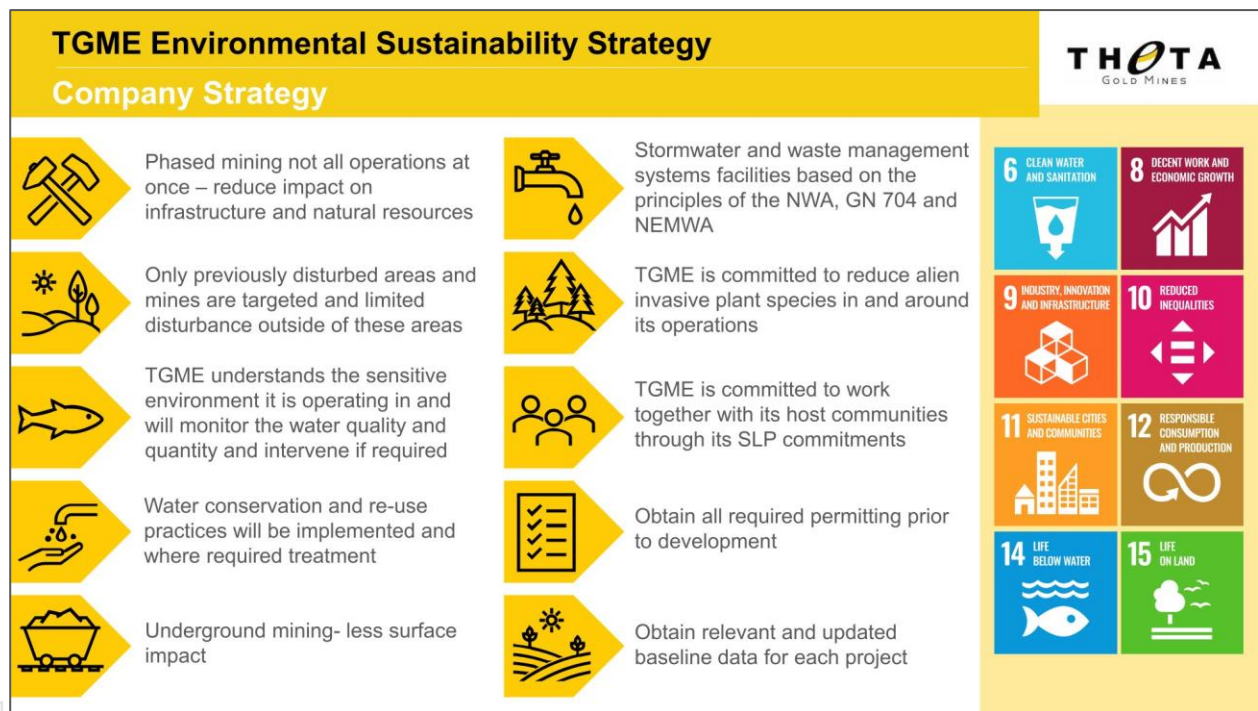 TGME Environmental Sustainability Strategy
Company Strategy
THETA
GOLD MINES
Phased mining not all operations at
once – reduce impact on
infrastructure and natural resources
Only previously disturbed areas and
mines are targeted and limited
disturbance outside of these areas
TGME understands the sensitive
environment it is operating in and
will monitor the water quality and
quantity and intervene if required
Water conservation and re-use
practices will be implemented and
where required treatment
Underground mining- less surface
impact
Stormwater and waste management
systems facilities based on the
principles of the NWA, GN 704 and
NEMWA
TGME is committed to reduce alien
invasive plant species in and around
its operations
TGME is committed to work
together with its host communities
through its SLP commitments
Obtain all required permitting prior
to development
Obtain relevant and updated
baseline data for each project
6 CLEAN WATER
AND SANITATION
8 DECENT WORK AND
ECONOMIC GROWTH
9 INDUSTRY, INNOVATION
AND INFRASTRUCTURE
10 REDUCED
INEQUALITIES
11 SUSTAINABLE CITIES
AND COMMUNITIES
12 RESPONSIBLE
CONSUMPTION
AND PRODUCTION
14 LIFE
BELOW WATER
15 LIFE
ON LAND